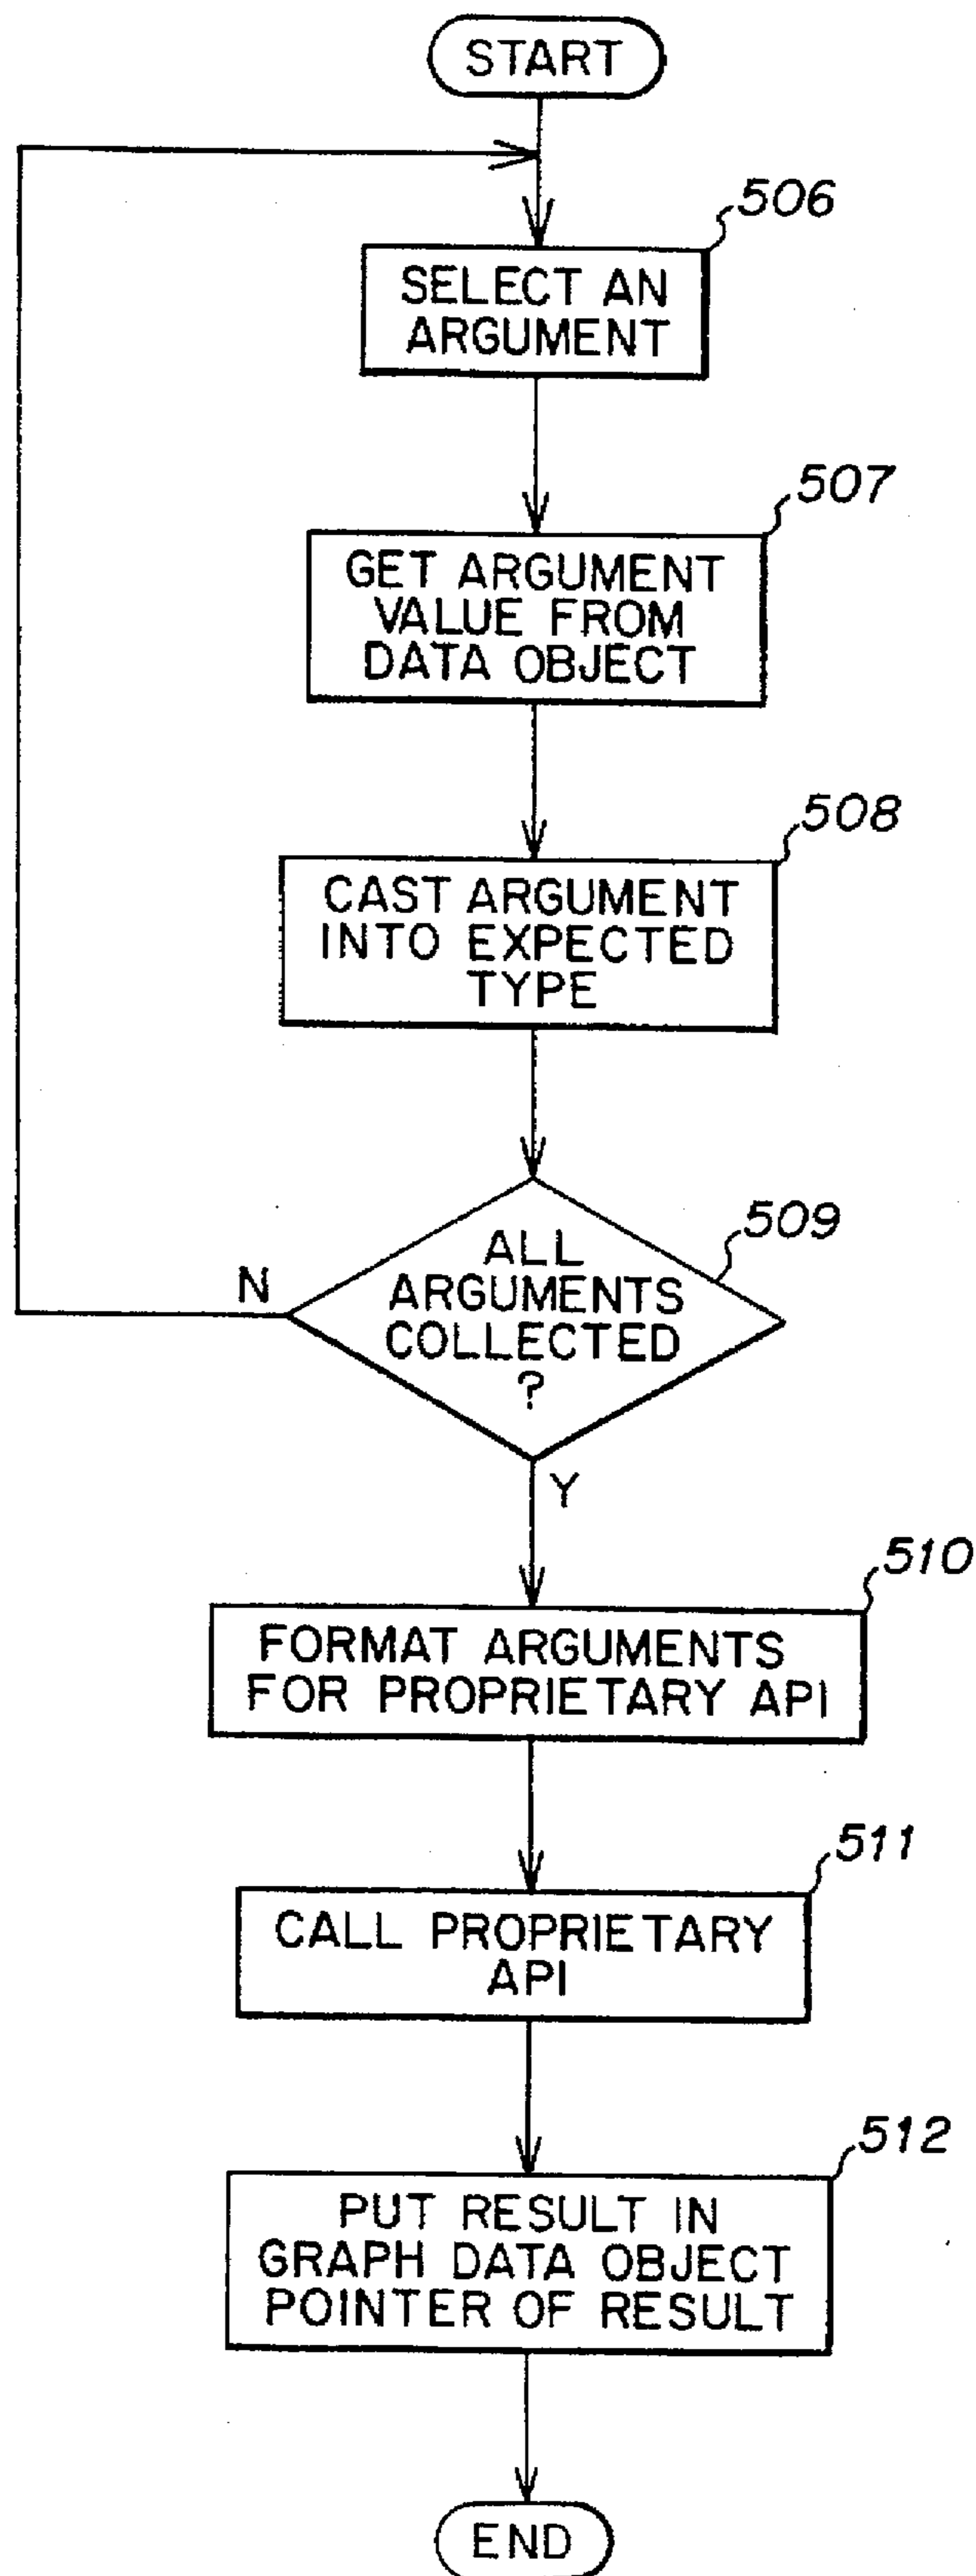 START
506
SELECT AN
ARGUMENT
507
GET ARGUMENT
VALUE FROM
DATA OBJECT
508
CAST ARGUMENT
INTO EXPECTED
TYPE
509
ALL
ARGUMENTS
COLLECTED
?
N
Y
510
FORMAT ARGUMENTS
FOR PROPRIETARY API
511
CALL PROPRIETARY
API
512
PUT RESULT IN
GRAPH DATA OBJECT
POINTER OF RESULT
END